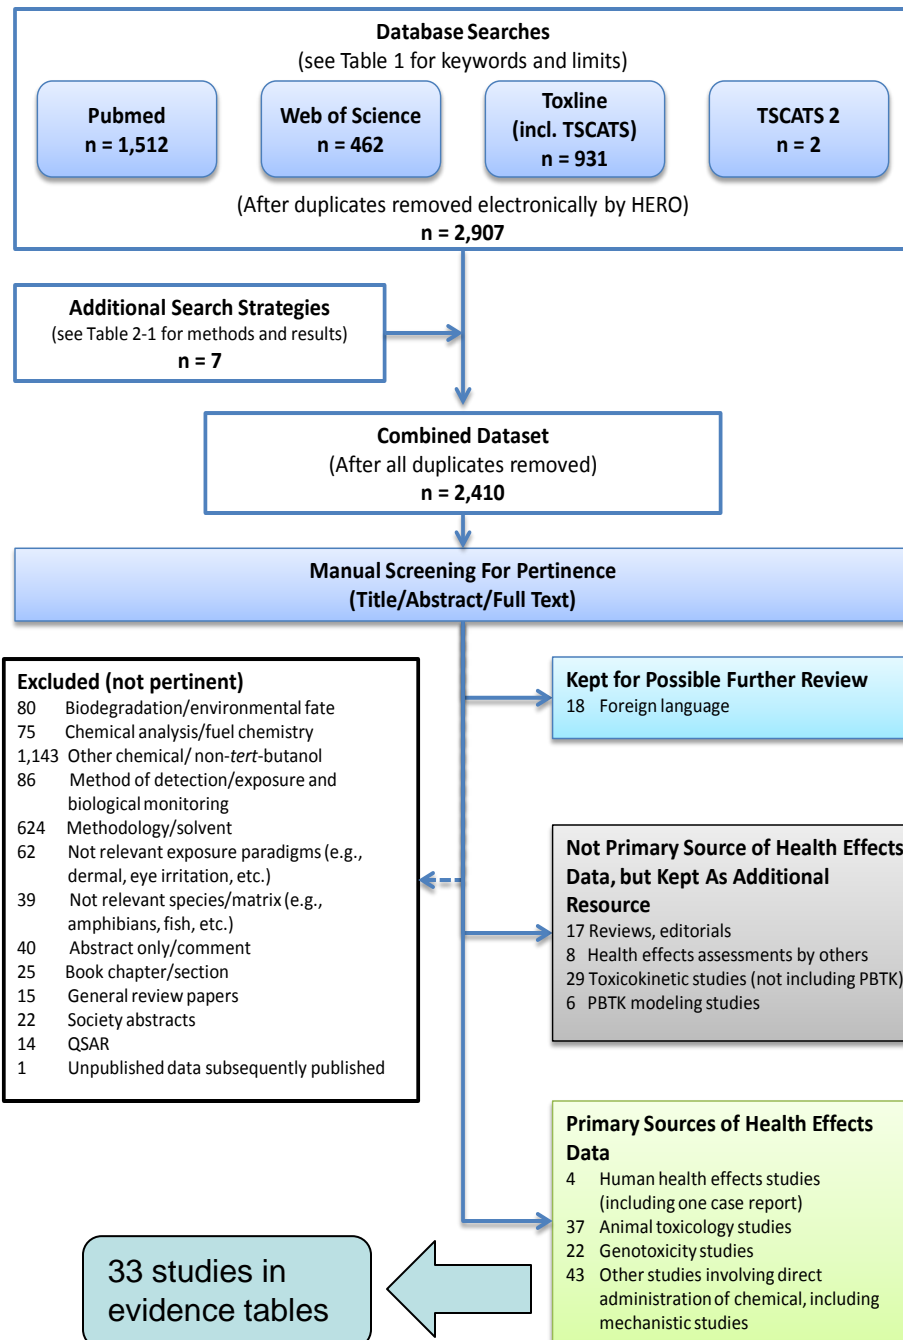 Database Searches
(see Table 1 for keywords and limits)
Pubmed
n = 1,512
Web of Science
n = 462
Toxline
(incl. TSCATS)
n = 931
TSCATS 2
n = 2
(After duplicates removed electronically by HERO)
n = 2,907
Additional Search Strategies
(see Table 2-1 for methods and results)
n = 7
Combined Dataset
(After all duplicates removed)
n = 2,410
Manual Screening For Pertinence
(Title/Abstract/Full Text)
Excluded (not pertinent)
80 Biodegradation/environmental fate
75 Chemical analysis/fuel chemistry
1,143 Other chemical/ non-tert-butanol
86 Method of detection/exposure and
biological monitoring
624 Methodology/solvent
62 Not relevant exposure paradigms (e.g.,
dermal, eye irritation, etc.)
39 Not relevant species/matrix (e.g.,
amphibians, fish, etc.)
40 Abstract only/comment
25 Book chapter/section
15 General review papers
22 Society abstracts
14 QSAR
1 Unpublished data subsequently published
Kept for Possible Further Review
18 Foreign language
Not Primary Source of Health Effects
Data, but Kept As Additional
Resource
17 Reviews, editorials
8 Health effects assessments by others
29 Toxicokinetic studies (not including PBTK)
6 PBTK modeling studies
Primary Sources of Health Effects
Data
4 Human health effects studies
(including one case report)
37 Animal toxicology studies
22 Genotoxicity studies
43 Other studies involving direct
administration of chemical, including
mechanistic studies
33 studies in
evidence tables